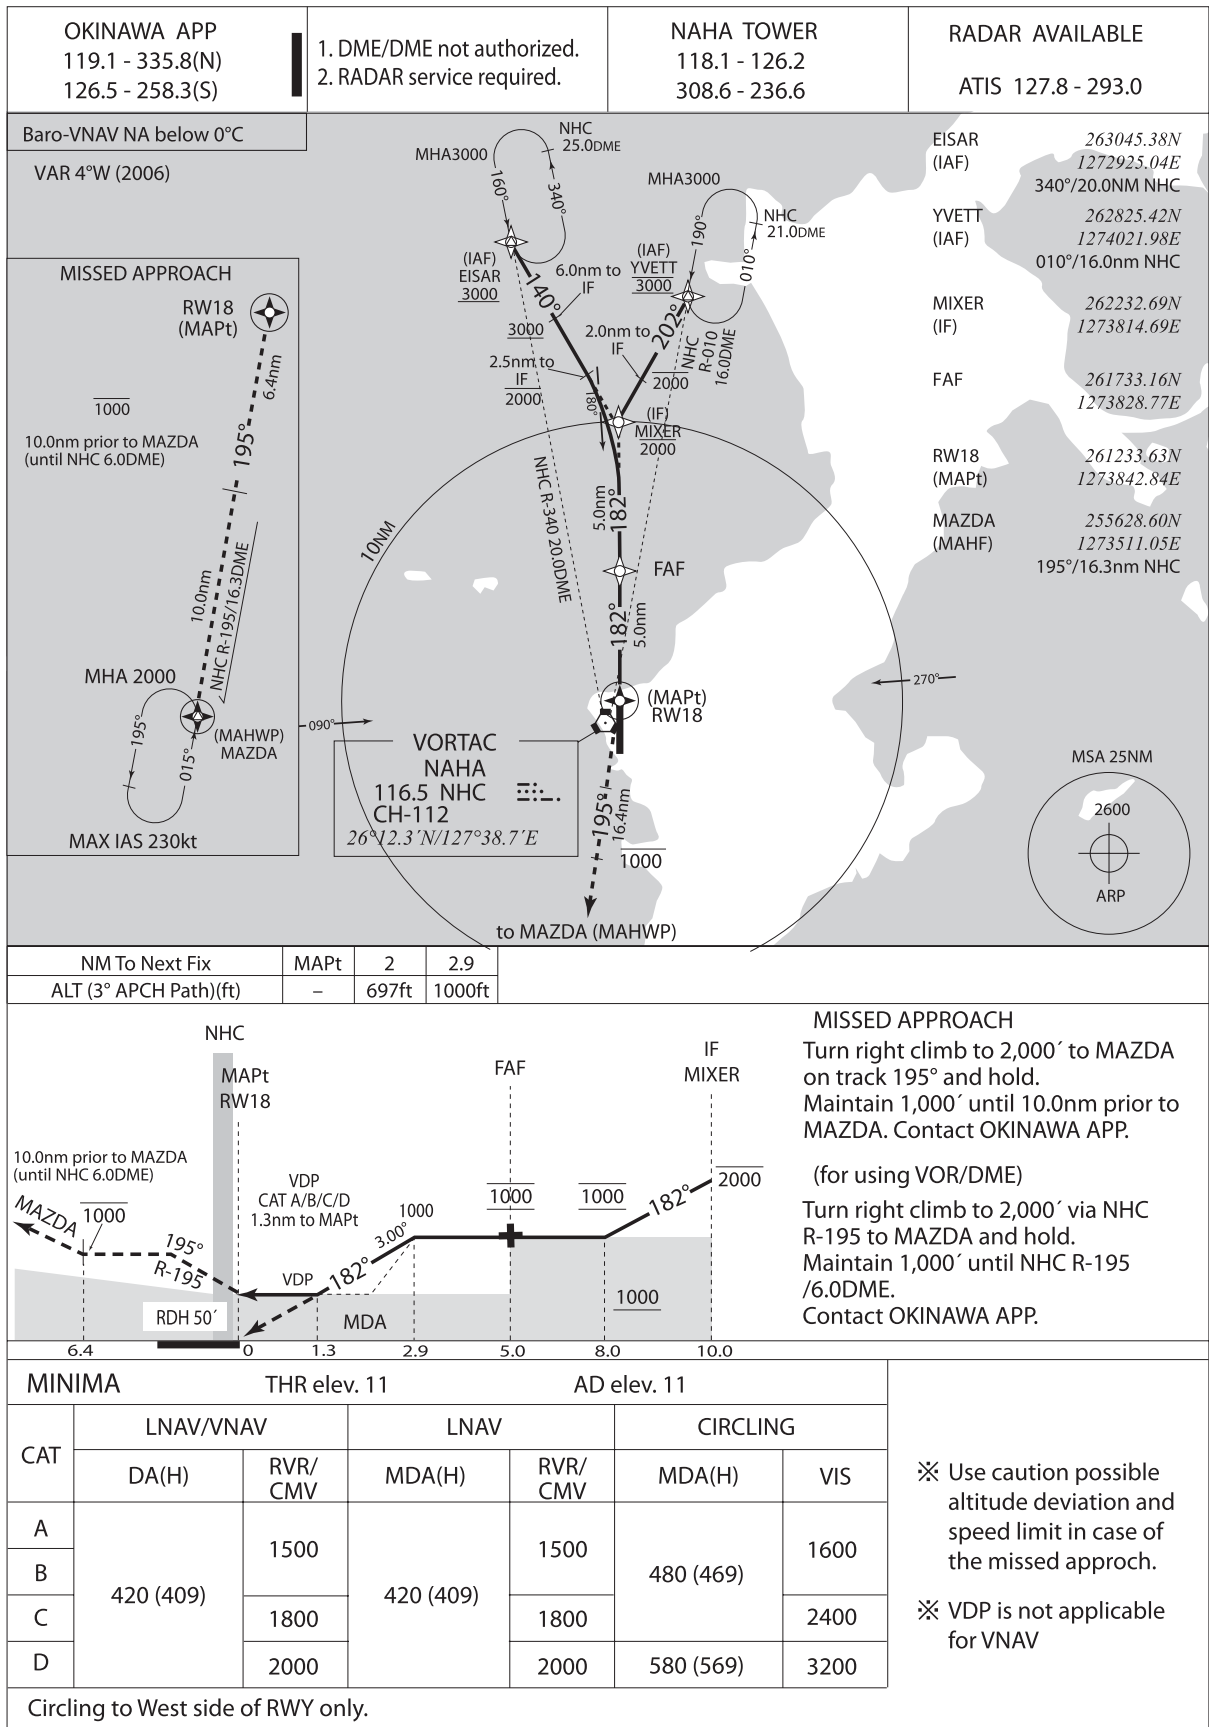 OKINAWA APP
119.1 - 335.8(N)
126.5 - 258.3(S)
1. DME/DME not authorized.
2. RADAR service required.
NAHA TOWER
118.1 - 126.2
308.6 - 236.6
RADAR AVAILABLE
ATIS 127.8 - 293.0
Baro-VNAV NA below 0°C
VAR 4°W (2006)
MHA3000
NHC
25.0DME
160°
340°
(IAF)
EISAR
3000
140°
6.0nm to
IF
3000
2.5nm to
IF
2000
180°
MHA3000
NHC
21.0DME
190°
010°
(IAF)
YVETT
3000
202°
2.0nm to
IF
2000
NHC
R-010
16.0DME
(IF)
MIXER
2000
NHC R-340 20.0DME
10NM
5.0nm
182°
FAF
182°
5.0nm
(MAPt)
RW18
270°
090°
VORTAC
NAHA
116.5 NHC
CH-112
26°12.3´N/127°38.7´E
195°
16.4nm
1000
to MAZDA (MAHWP)
EISAR 263045.38N
(IAF) 1272925.04E
340°/20.0NM NHC
YVETT 262825.42N
(IAF) 1274021.98E
010°/16.0nm NHC
MIXER 262232.69N
(IF) 1273814.69E
FAF 261733.16N
1273828.77E
RW18 261233.63N
(MAPt) 1273842.84E
MAZDA 255628.60N
(MAHF) 1273511.05E
195°/16.3nm NHC
MSA 25NM
2600
ARP
MISSED APPROACH
RW18
(MAPt)
6.4nm
1000
10.0nm prior to MAZDA
(until NHC 6.0DME)
195°
10.0nm
NHC R-195/16.3DME
MHA 2000
195°
015°
(MAHWP)
MAZDA
MAX IAS 230kt
NM To Next Fix MAPt 2 2.9
ALT (3° APCH Path)(ft) – 697ft 1000ft
NHC
MAPt
RW18
FAF
IF
MIXER
10.0nm prior to MAZDA
(until NHC 6.0DME)
MAZDA
1000
195°
R-195
VDP
CAT A/B/C/D
1.3nm to MAPt
1000
3.00°
182°
VDP
1000
1000
182°
2000
1000
RDH 50´
MDA
6.4 0 1.3 2.9 5.0 8.0 10.0
MISSED APPROACH
Turn right climb to 2,000´ to MAZDA
on track 195° and hold.
Maintain 1,000´ until 10.0nm prior to
MAZDA. Contact OKINAWA APP.
(for using VOR/DME)
Turn right climb to 2,000´ via NHC
R-195 to MAZDA and hold.
Maintain 1,000´ until NHC R-195
/6.0DME.
Contact OKINAWA APP.
MINIMA THR elev. 11 AD elev. 11
CAT LNAV/VNAV LNAV CIRCLING
DA(H) RVR/CMV MDA(H) RVR/CMV MDA(H) VIS
A
B 420 (409) 1500 420 (409) 1500 480 (469) 1600
C 1800 1800 2400
D 2000 2000 580 (569) 3200
※ Use caution possible
altitude deviation and
speed limit in case of
the missed approch.
※ VDP is not applicable
for VNAV
Circling to West side of RWY only.